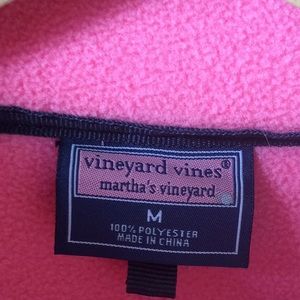 vineyard vines®
martha's vineyard
M
100% POLYESTER
MADE IN CHINA